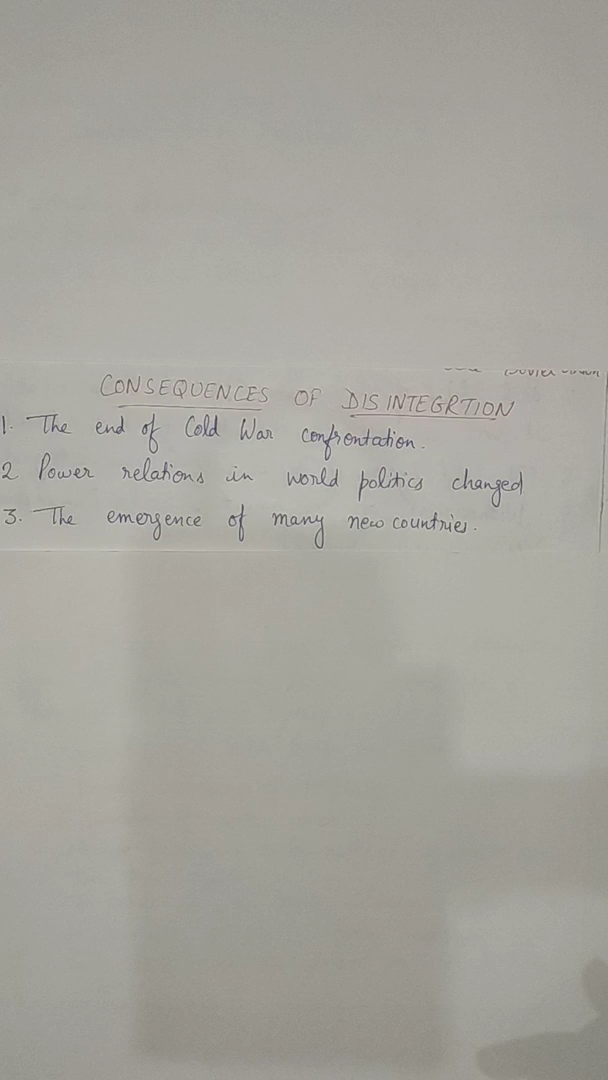 CONSEQUENCES OF DISINTEGRTION
1. The end of Cold War confrontation.
2 Power relations in world politics changed
3. The emergence of many new countries.